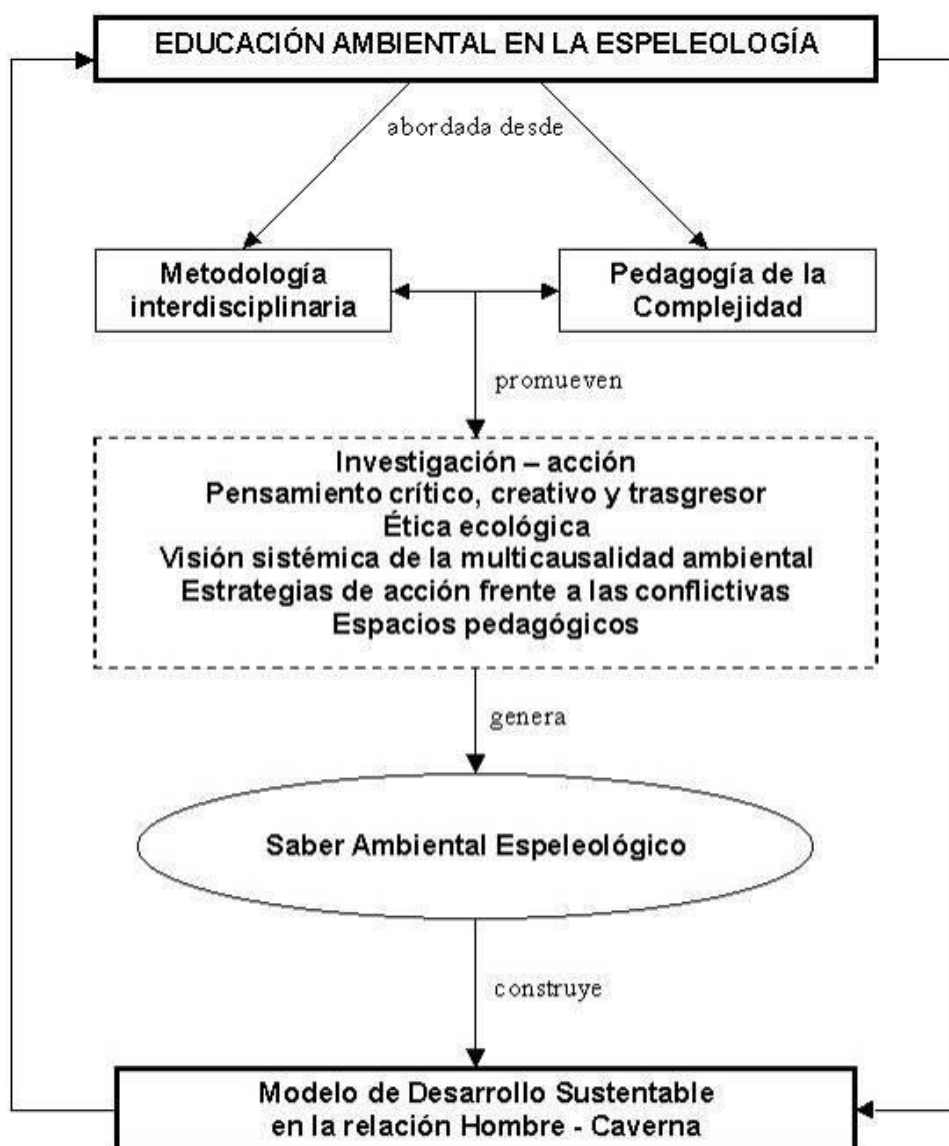 EDUCACIÓN AMBIENTAL EN LA ESPELEOLOGÍA
abordada desde
Metodología
interdisciplinaria
Pedagogía de la
Complejidad
promueven
Investigación – acción
Pensamiento crítico, creativo y trasgresor
Ética ecológica
Visión sistémica de la multicausalidad ambiental
Estrategias de acción frente a las conflictivas
Espacios pedagógicos
genera
Saber Ambiental Espeleológico
construye
Modelo de Desarrollo Sustentable
en la relación Hombre - Caverna